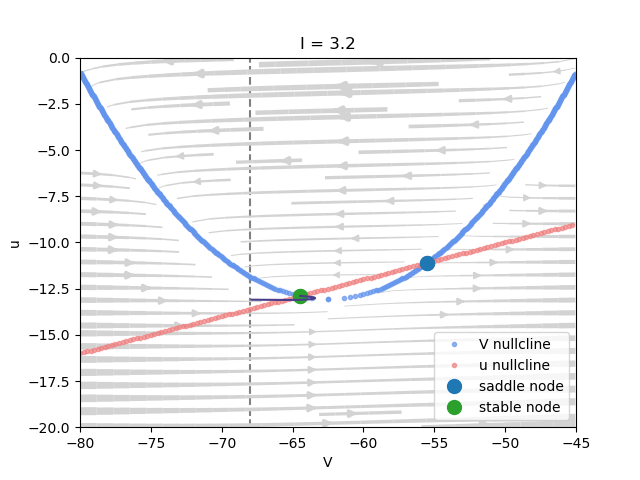 I = 3.2
0.0
−2.5
−5.0
−7.5
−10.0
−12.5
−15.0
−17.5
−20.0
u
V nullcline
u nullcline
saddle node
stable node
−80
−75
−70
−65
−60
−55
−50
−45
V